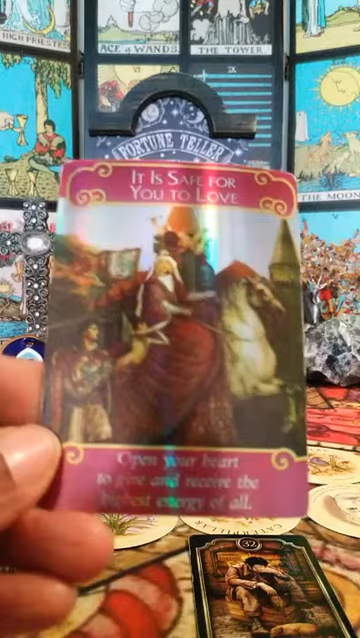 HIGH PRIESTESS
ACE of WANDS.
THE TOWER.
IX
FORTUNE TELLER
THE MOON
IT IS SAFE FOR
YOU TO LOVE
Open your heart
to give and receive the
highest energy of all.
CATERPILLAR
32